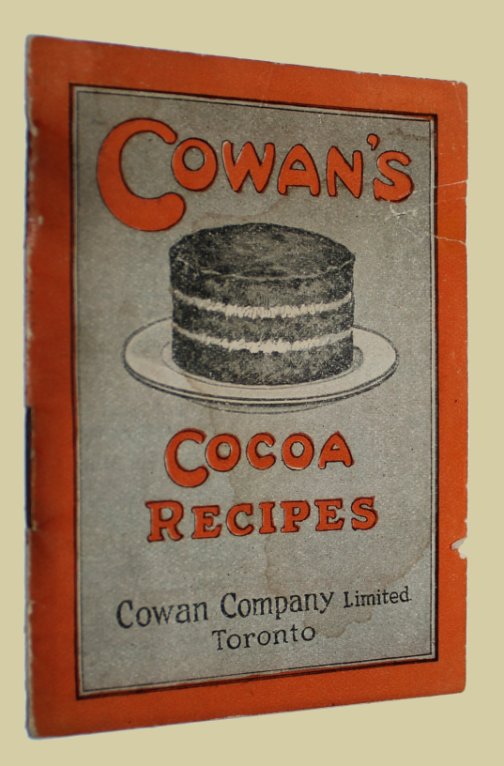 COWAN'S
COCOA
RECIPES
Cowan Company Limited
Toronto